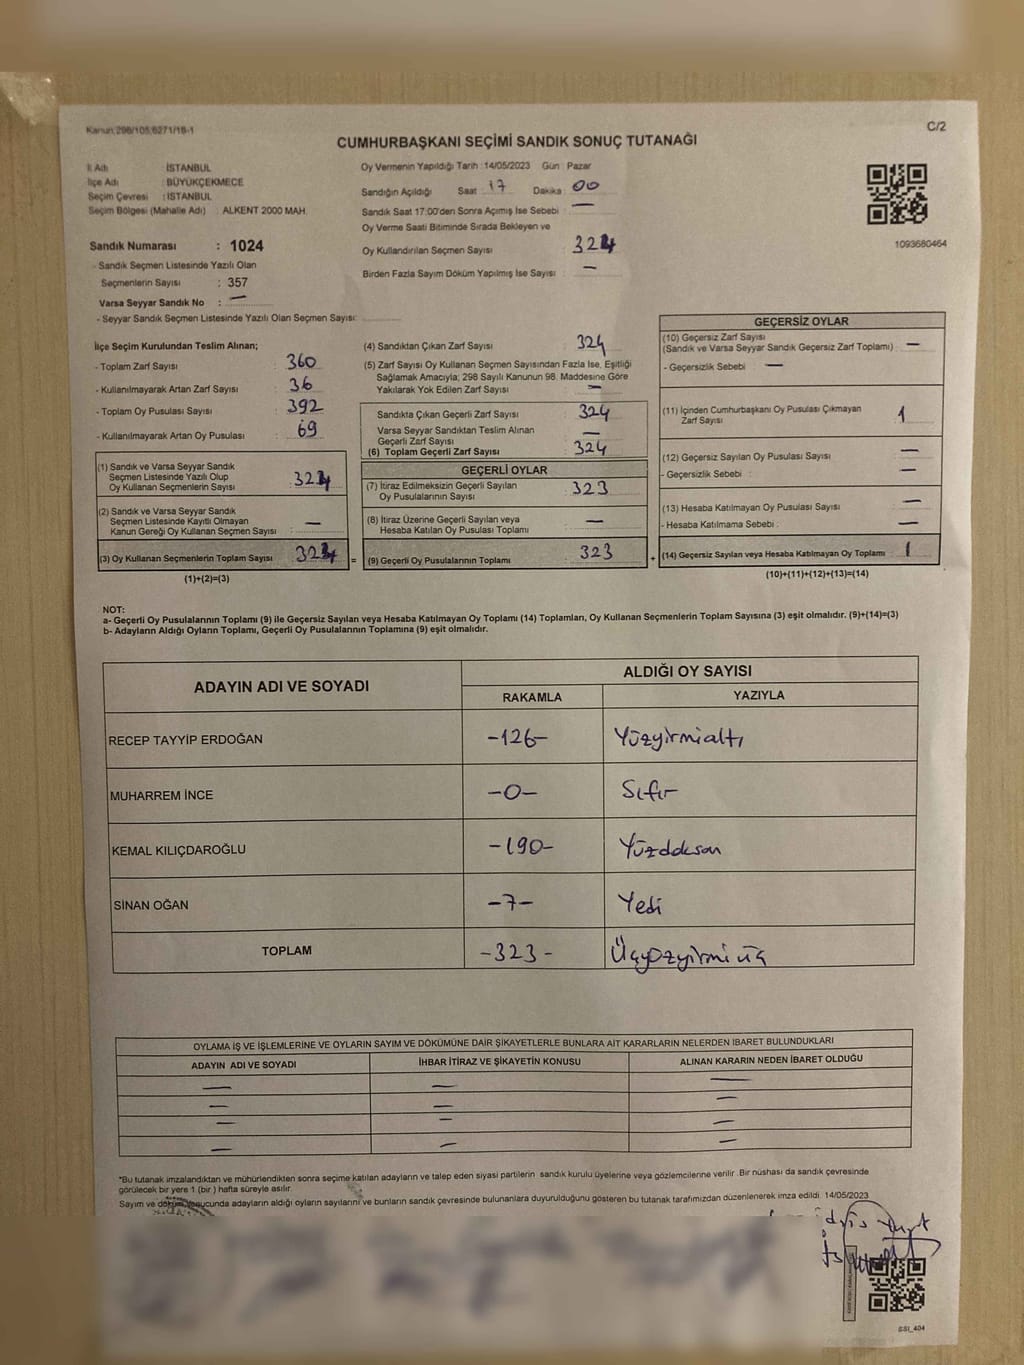 Kanun:298/105;6271/18-1
C/2
CUMHURBAŞKANI SEÇİMİ SANDIK SONUÇ TUTANAĞI
İl Adı : İSTANBUL
İlçe Adı : BÜYÜKÇEKMECE
Seçim Çevresi : İSTANBUL
Seçim Bölgesi (Mahalle Adı) : ALKENT 2000 MAH.
Sandık Numarası : 1024
- Sandık Seçmen Listesinde Yazılı Olan
Seçmenlerin Sayısı : 357
Varsa Seyyar Sandık No : —
- Seyyar Sandık Seçmen Listesinde Yazılı Olan Seçmen Sayısı:
Oy Vermenin Yapıldığı Tarih :14/05/2023 Gün : Pazar
Sandığın Açıldığı Saat : 17 Dakika : 00
Sandık Saat 17:00'den Sonra Açımış İse Sebebi : —
Oy Verme Saati Bitiminde Sırada Bekleyen ve
Oy Kullandırılan Seçmen Sayısı : 324
Birden Fazla Sayım Döküm Yapılmış İse Sayısı : —
1093680464
İlçe Seçim Kurulundan Teslim Alınan;
- Toplam Zarf Sayısı : 360
- Kullanılmayarak Artan Zarf Sayısı : 36
- Toplam Oy Pusulası Sayısı : 392
- Kullanılmayarak Artan Oy Pusulası : 69
(1) Sandık ve Varsa Seyyar Sandık
Seçmen Listesinde Yazılı Olup
Oy Kullanan Seçmenlerin Sayısı : 324
(2) Sandık ve Varsa Seyyar Sandık
Seçmen Listesinde Kayıtlı Olmayan
Kanun Gereği Oy Kullanan Seçmen Sayısı : —
(3) Oy Kullanan Seçmenlerin Toplam Sayısı : 324
(1)+(2)=(3)
(4) Sandıktan Çıkan Zarf Sayısı : 324
(5) Zarf Sayısı Oy Kullanan Seçmen Sayısından Fazla İse, Eşitliği
Sağlamak Amacıyla; 298 Sayılı Kanunun 98. Maddesine Göre
Yakılarak Yok Edilen Zarf Sayısı : —
Sandıkta Çıkan Geçerli Zarf Sayısı : 324
Varsa Seyyar Sandıktan Teslim Alınan
Geçerli Zarf Sayısı : —
(6) Toplam Geçerli Zarf Sayısı : 324
GEÇERLİ OYLAR
(7) İtiraz Edilmeksizin Geçerli Sayılan
Oy Pusulalarının Sayısı : 323
(8) İtiraz Üzerine Geçerli Sayılan veya
Hesaba Katılan Oy Pusulası Toplamı : —
= (9) Geçerli Oy Pusulalarının Toplamı : 323 +
GEÇERSİZ OYLAR
(10) Geçersiz Zarf Sayısı
(Sandık ve Varsa Seyyar Sandık Geçersiz Zarf Toplamı) : —
- Geçersizlik Sebebi : —
(11) İçinden Cumhurbaşkanı Oy Pusulası Çıkmayan
Zarf Sayısı : 1
(12) Geçersiz Sayılan Oy Pusulası Sayısı : —
- Geçersizlik Sebebi : —
(13) Hesaba Katılmayan Oy Pusulası Sayısı : —
- Hesaba Katılmama Sebebi : —
(14) Geçersiz Sayılan veya Hesaba Katılmayan Oy Toplamı : 1
(10)+(11)+(12)+(13)=(14)
NOT:
a- Geçerli Oy Pusulalarının Toplamı (9) ile Geçersiz Sayılan veya Hesaba Katılmayan Oy Toplamı (14) Toplamları, Oy Kullanan Seçmenlerin Toplam Sayısına (3) eşit olmalıdır. (9)+(14)=(3)
b- Adayların Aldığı Oyların Toplamı, Geçerli Oy Pusulalarının Toplamına (9) eşit olmalıdır.
ADAYIN ADI VE SOYADI ALDIĞI OY SAYISI
RAKAMLA YAZIYLA
RECEP TAYYİP ERDOĞAN -126- Yüzyirmialtı
MUHARREM İNCE -0- Sıfır
KEMAL KILIÇDAROĞLU -190- Yüzdoksan
SİNAN OĞAN -7- Yedi
TOPLAM -323- Üçyüzyirmi üç
OYLAMA İŞ VE İŞLEMLERİNE VE OYLARIN SAYIM VE DÖKÜMÜNE DAİR ŞİKAYETLERLE BUNLARA AİT KARARLARIN NELERDEN İBARET BULUNDUKLARI
ADAYIN ADI VE SOYADI İHBAR İTİRAZ VE ŞİKAYETİN KONUSU ALINAN KARARIN NEDEN İBARET OLDUĞU
— — —
— — —
— — —
— — —
*Bu tutanak imzalandıktan ve mühürlendikten sonra seçime katılan adayların ve talep eden siyasi partilerin sandık kurulu üyelerine veya gözlemcilerine verilir .Bir nüshası da sandık çevresinde
görülecek bir yere 1 (bir ) hafta süreyle asılır.
Sayım ve döküm sonucunda adayların aldığı oyların sayılarını ve bunların sandık çevresinde bulunanlara duyurulduğunu gösteren bu tutanak tarafımızdan düzenlenerek imza edildi. 14/05/2023